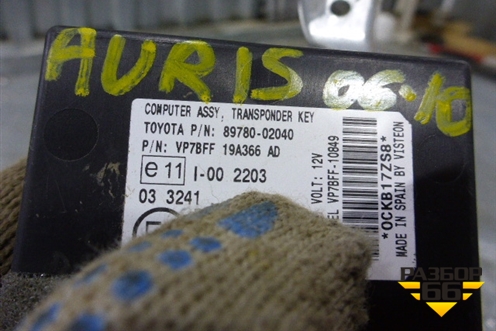 AURIS 06-10
COMPUTER ASSY; TRANSPONDER KEY
TOYOTA P/N: 89780-02040
P/N: VP7BFF 19A366 AD
e 11 I-00 2203
03 3241
VOLT: 12V
EL VP7BFF-10849
*0CKB17ZS8*
MADE IN SPAIN BY VISTEON
РАЗБОР
66